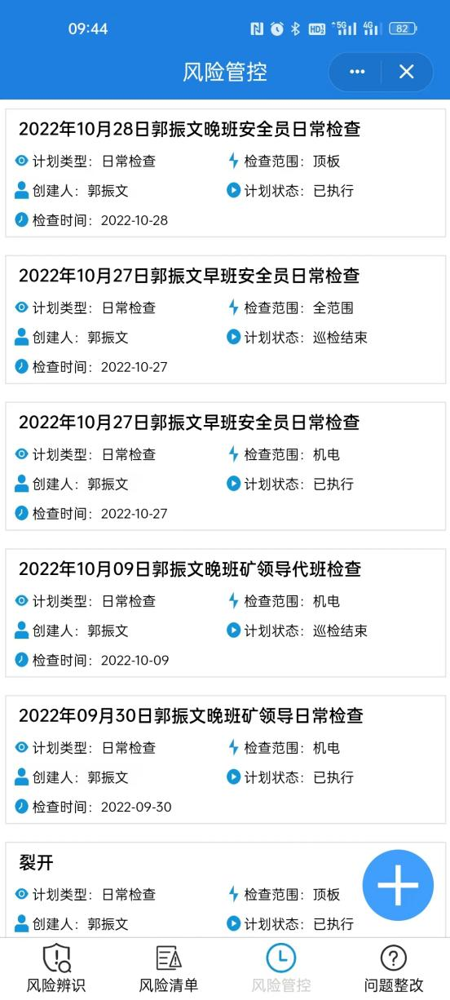 09:44
HD2 5G 4G 82
风险管控
2022年10月28日郭振文晚班安全员日常检查
计划类型：日常检查 检查范围：顶板
创建人：郭振文 计划状态：已执行
检查时间：2022-10-28
2022年10月27日郭振文早班安全员日常检查
计划类型：日常检查 检查范围：全范围
创建人：郭振文 计划状态：巡检结束
检查时间：2022-10-27
2022年10月27日郭振文早班安全员日常检查
计划类型：日常检查 检查范围：机电
创建人：郭振文 计划状态：已执行
检查时间：2022-10-27
2022年10月09日郭振文晚班矿领导代班检查
计划类型：日常检查 检查范围：机电
创建人：郭振文 计划状态：巡检结束
检查时间：2022-10-09
2022年09月30日郭振文晚班矿领导日常检查
计划类型：日常检查 检查范围：机电
创建人：郭振文 计划状态：已执行
检查时间：2022-09-30
裂开
计划类型：日常检查 检查范围：顶板
创建人：郭振文 计划状态：已执行
风险辨识 风险清单 风险管控 问题整改